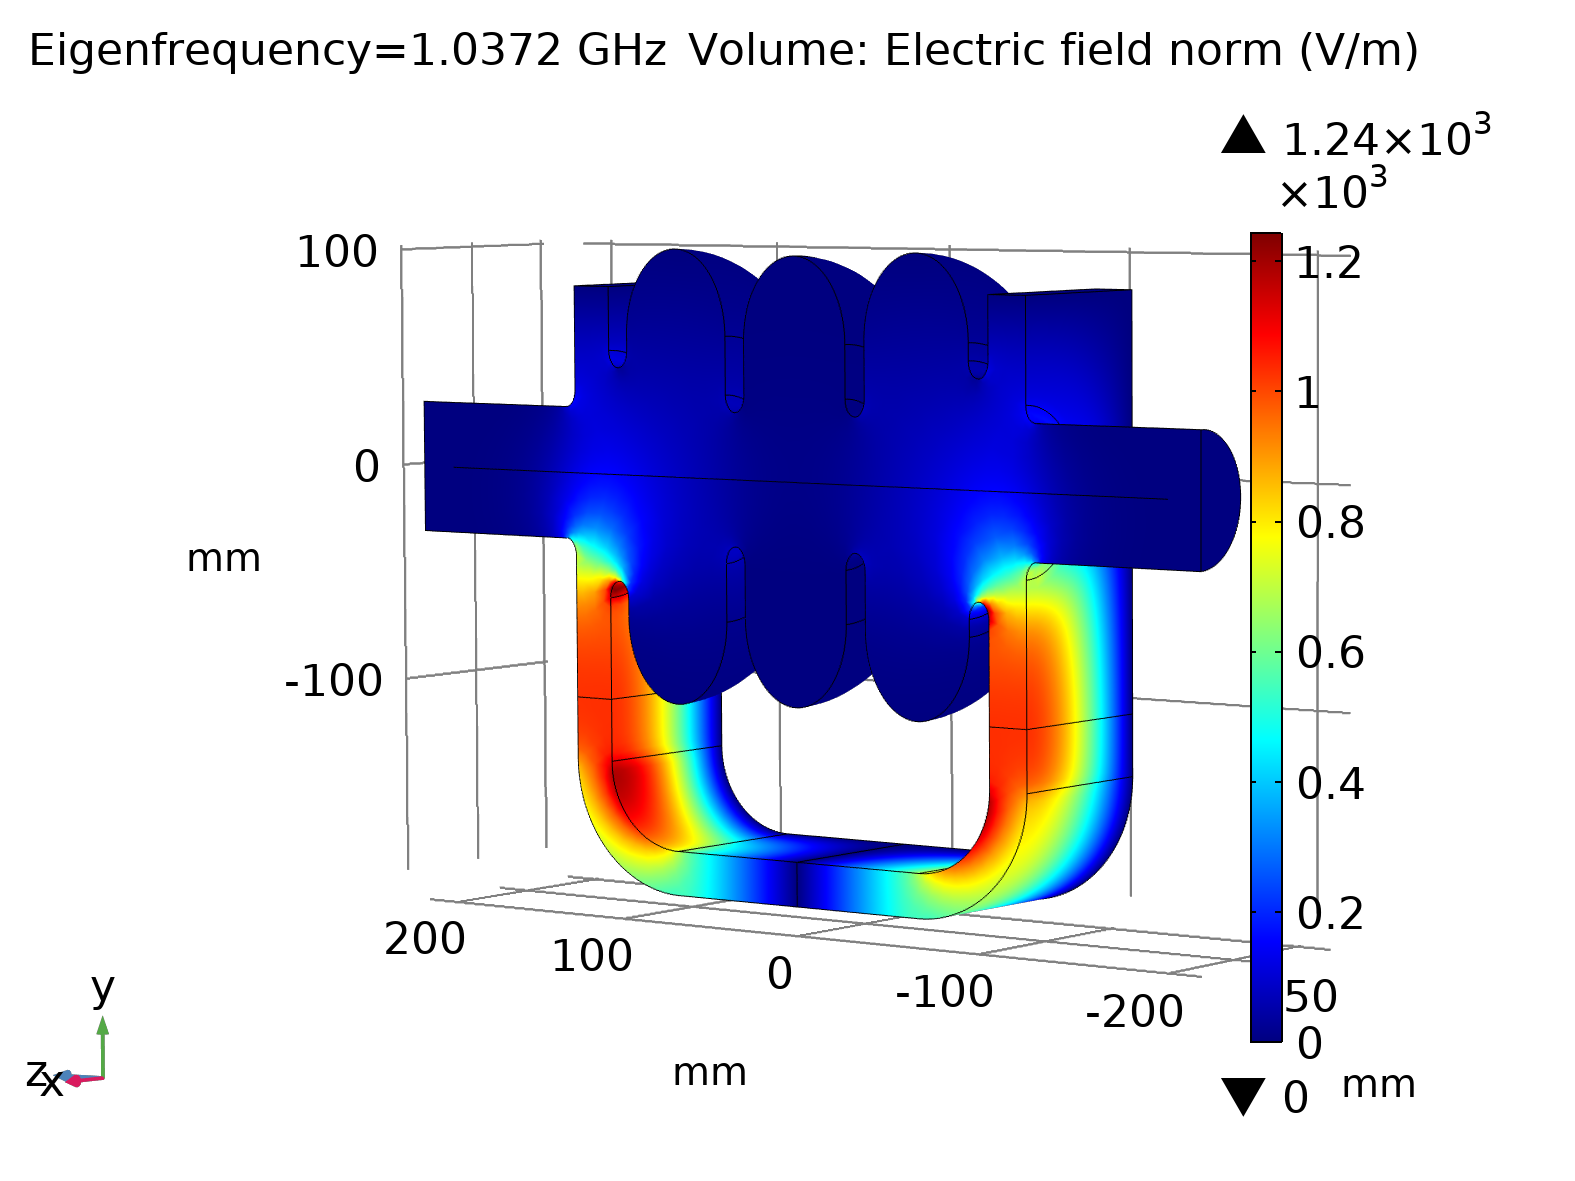 Eigenfrequency=1.0372 GHz Volume: Electric field norm (V/m)
1.24×10³
×10³
100
0
-100
mm
200
100
0
-100
-200
mm
1.2
1
0.8
0.6
0.4
0.2
50
0
0
mm
y
z
x